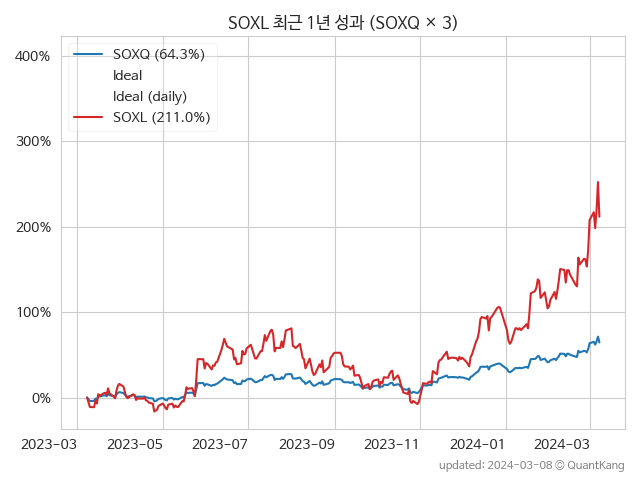 SOXL 최근 1년 성과 (SOXQ × 3)
SOXQ (64.3%)
Ideal
Ideal (daily)
SOXL (211.0%)
400%
300%
200%
100%
0%
2023-03 2023-05 2023-07 2023-09 2023-11 2024-01 2024-03
updated: 2024-03-08 © QuantKang